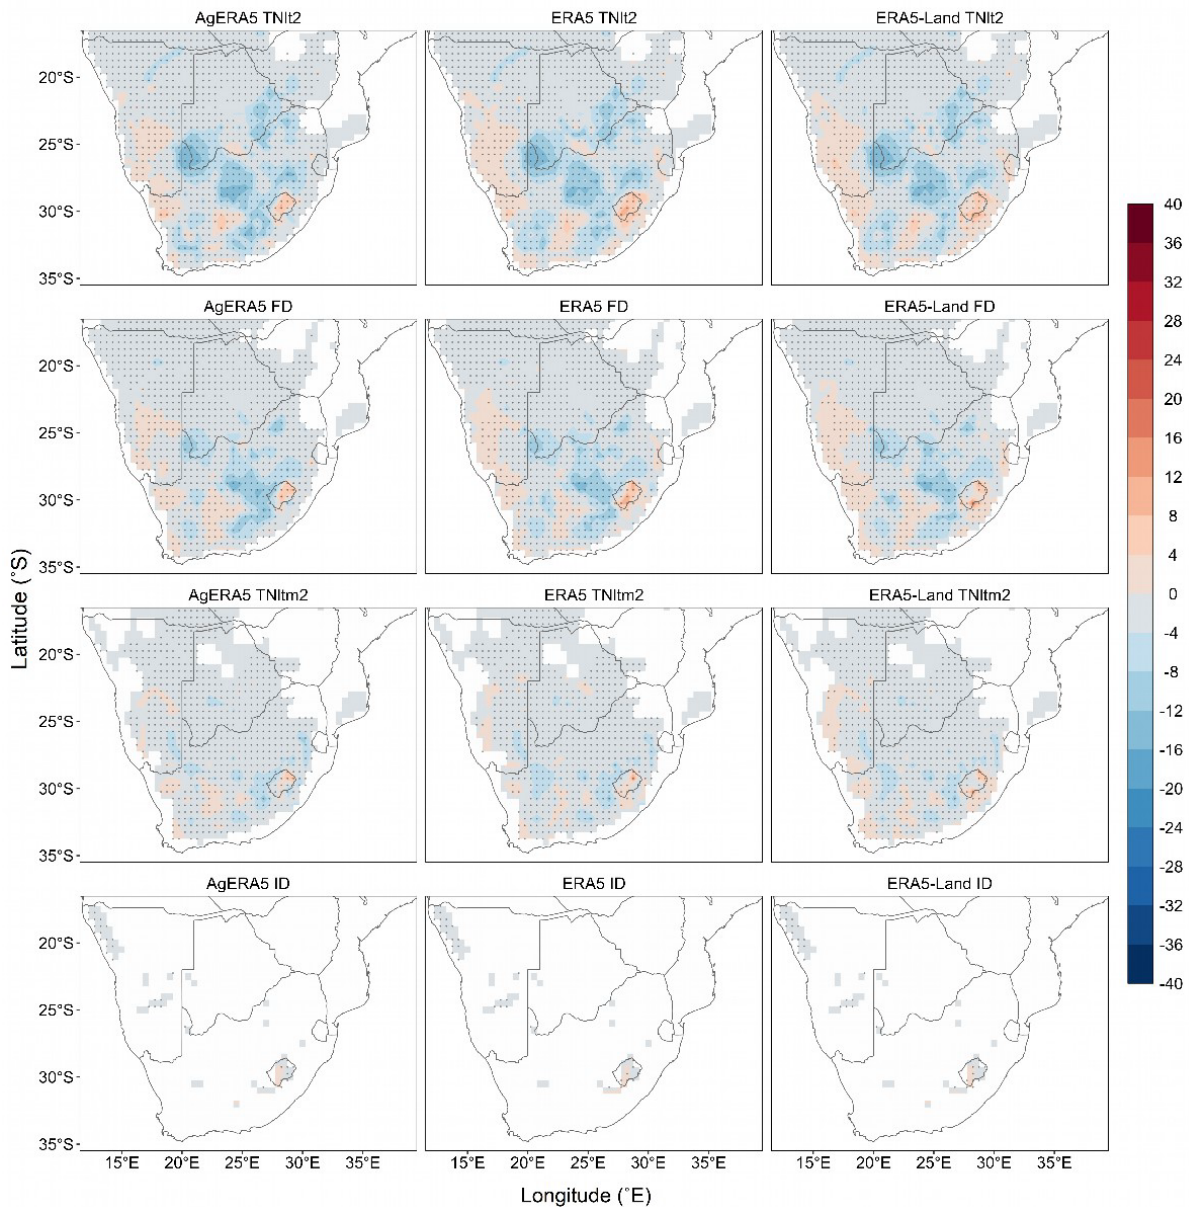 AgERA5 TNlt2 ERA5 TNlt2 ERA5-Land TNlt2
20°S
25°S
30°S
35°S
AgERA5 FD ERA5 FD ERA5-Land FD
20°S
25°S
30°S
35°S
AgERA5 TNltm2 ERA5 TNltm2 ERA5-Land TNltm2
20°S
25°S
30°S
35°S
AgERA5 ID ERA5 ID ERA5-Land ID
20°S
25°S
30°S
35°S
15°E 20°E 25°E 30°E 35°E 15°E 20°E 25°E 30°E 35°E 15°E 20°E 25°E 30°E 35°E
Latitude (°S)
Longitude (°E)
40
36
32
28
24
20
16
12
8
4
0
-4
-8
-12
-16
-20
-24
-28
-32
-36
-40